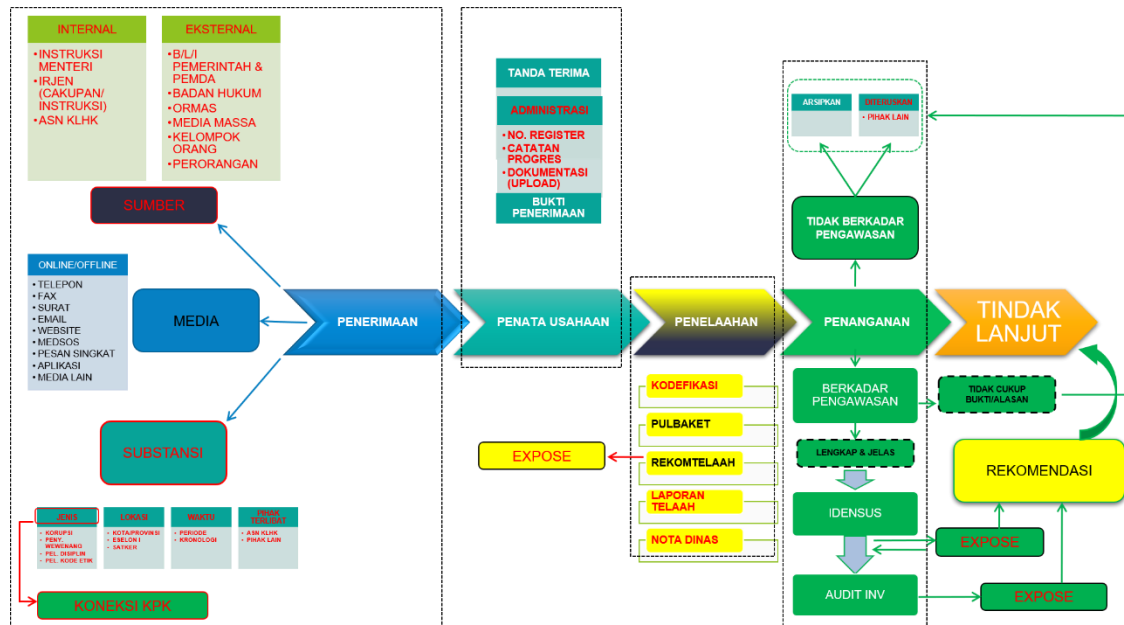 INTERNAL
•INSTRUKSI
MENTERI
•IRJEN
(CAKUPAN/
INSTRUKSI)
•ASN KLHK
EKSTERNAL
•B/L/I
PEMERINTAH &
PEMDA
•BADAN HUKUM
•ORMAS
•MEDIA MASSA
•KELOMPOK
ORANG
•PERORANGAN
SUMBER
ONLINE/OFFLINE
•TELEPON
•FAX
•SURAT
•EMAIL
•WEBSITE
•MEDSOS
•PESAN SINGKAT
•APLIKASI
•MEDIA LAIN
MEDIA
SUBSTANSI
JENIS
•KORUPSI
•PENY.
WEWENANG
•PEL. DISIPLIN
•PEL. KODE ETIK
LOKASI
•KOTA/PROVINSI
•ESELON I
•SATKER
WAKTU
•PERIODE
•KRONOLOGI
PIHAK
TERLIBAT
•ASN KLHK
•PIHAK LAIN
KONEKSI KPK
PENERIMAAN
TANDA TERIMA
ADMINISTRASI
•NO. REGISTER
•CATATAN
PROGRES
•DOKUMENTASI
(UPLOAD)
BUKTI
PENERIMAAN
PENATA USAHAAN
PENELAAHAN
KODEFIKASI
PULBAKET
REKOMTELAAH
LAPORAN
TELAAH
NOTA DINAS
EXPOSE
ARSIPKAN
DITERUSKAN
• PIHAK LAIN
TIDAK BERKADAR
PENGAWASAN
PENANGANAN
BERKADAR
PENGAWASAN
LENGKAP & JELAS
IDENSUS
AUDIT INV
TINDAK
LANJUT
TIDAK CUKUP
BUKTI/ALASAN
REKOMENDASI
EXPOSE
EXPOSE